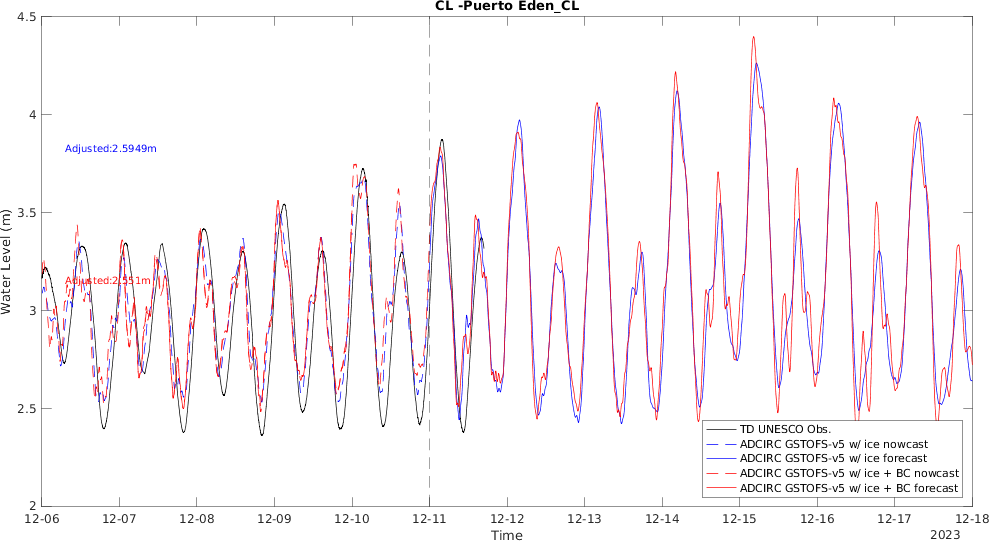 CL -Puerto Eden_CL
4.5
4
3.5
3
2.5
2
Water Level (m)
Adjusted:2.5949m
Adjusted:2.551m
TD UNESCO Obs.
ADCIRC GSTOFS-v5 w/ ice nowcast
ADCIRC GSTOFS-v5 w/ ice forecast
ADCIRC GSTOFS-v5 w/ ice + BC nowcast
ADCIRC GSTOFS-v5 w/ ice + BC forecast
12-06 12-07 12-08 12-09 12-10 12-11 12-12 12-13 12-14 12-15 12-16 12-17 12-18
Time
2023